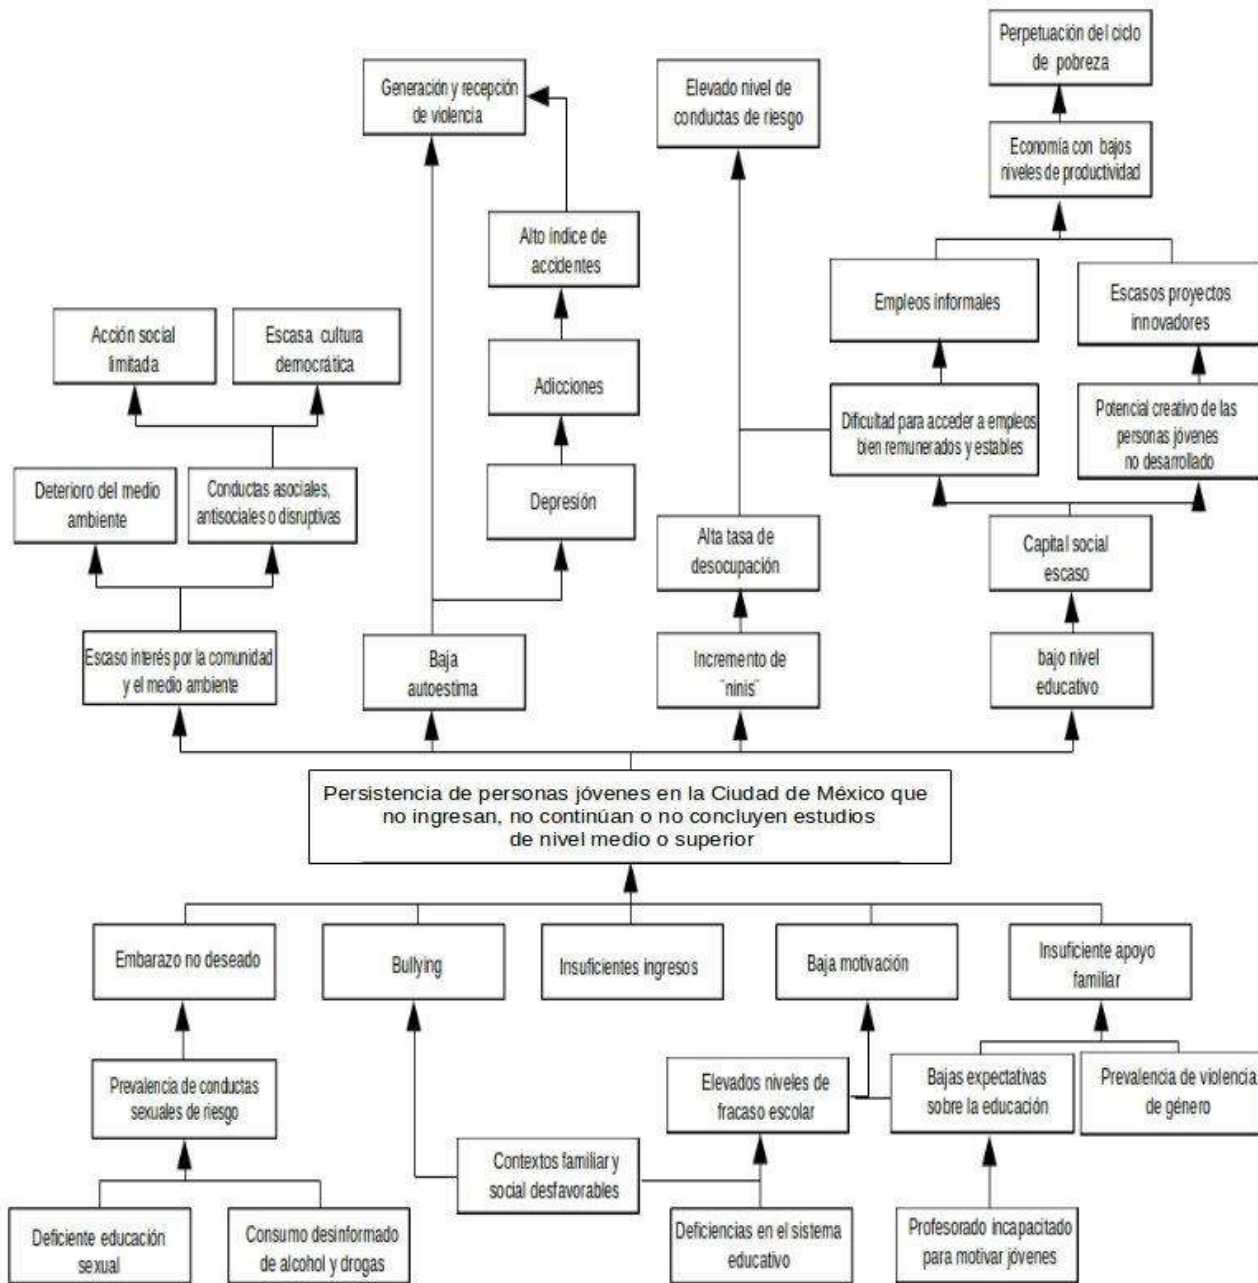 Perpetuación del ciclo
de pobreza
Generación y recepción
de violencia
Elevado nivel de
conductas de riesgo
Economía con bajos
niveles de productividad
Alto índice de
accidentes
Empleos informales
Escasos proyectos
innovadores
Acción social
limitada
Escasa cultura
democrática
Adicciones
Dificultad para acceder a empleos
bien remunerados y estables
Potencial creativo de las
personas jóvenes
no desarrollado
Deterioro del medio
ambiente
Conductas asociales,
antisociales o disruptivas
Depresión
Alta tasa de
desocupación
Capital social
escaso
Escaso interés por la comunidad
y el medio ambiente
Baja
autoestima
Incremento de
¨ninis¨
bajo nivel
educativo
Persistencia de personas jóvenes en la Ciudad de México que
no ingresan, no continúan o no concluyen estudios
de nivel medio o superior
Embarazo no deseado
Bullying
Insuficientes ingresos
Baja motivación
Insuficiente apoyo
familiar
Prevalencia de conductas
sexuales de riesgo
Elevados niveles de
fracaso escolar
Bajas expectativas
sobre la educación
Prevalencia de violencia
de género
Contextos familiar y
social desfavorables
Deficiente educación
sexual
Consumo desinformado
de alcohol y drogas
Deficiencias en el sistema
educativo
Profesorado incapacitado
para motivar jóvenes